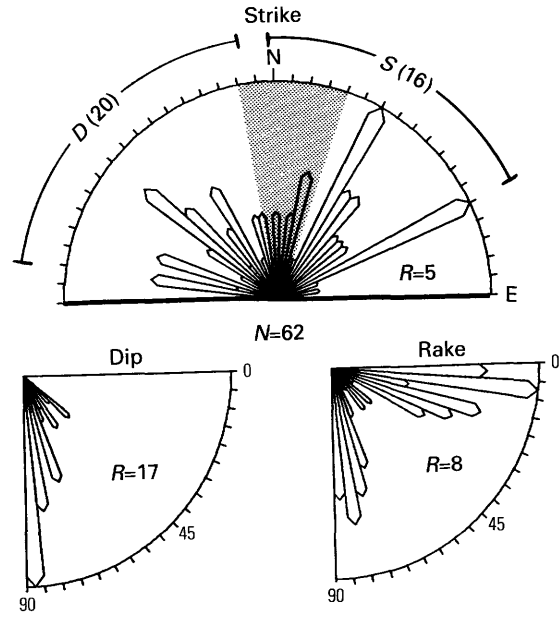 Strike
N
D (20)
S (16)
R=5
E
N=62
Dip
0
R=17
45
90
Rake
0
R=8
45
90